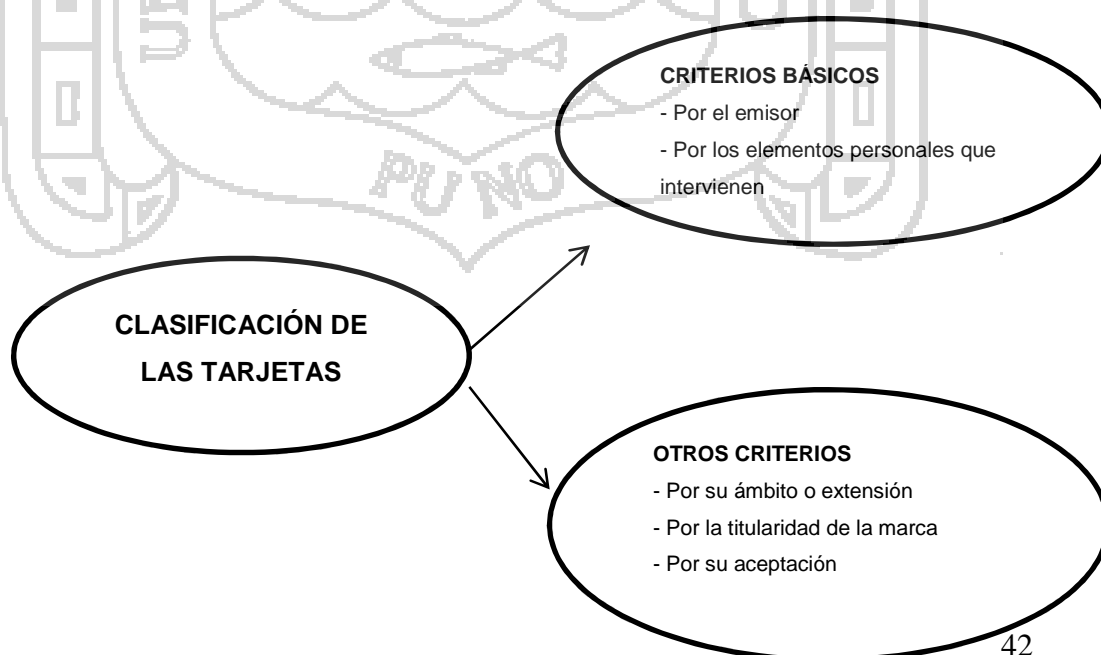 PUNO
CRITERIOS BÁSICOS
- Por el emisor
- Por los elementos personales que
intervienen
CLASIFICACIÓN DE
LAS TARJETAS
OTROS CRITERIOS
- Por su ámbito o extensión
- Por la titularidad de la marca
- Por su aceptación
42